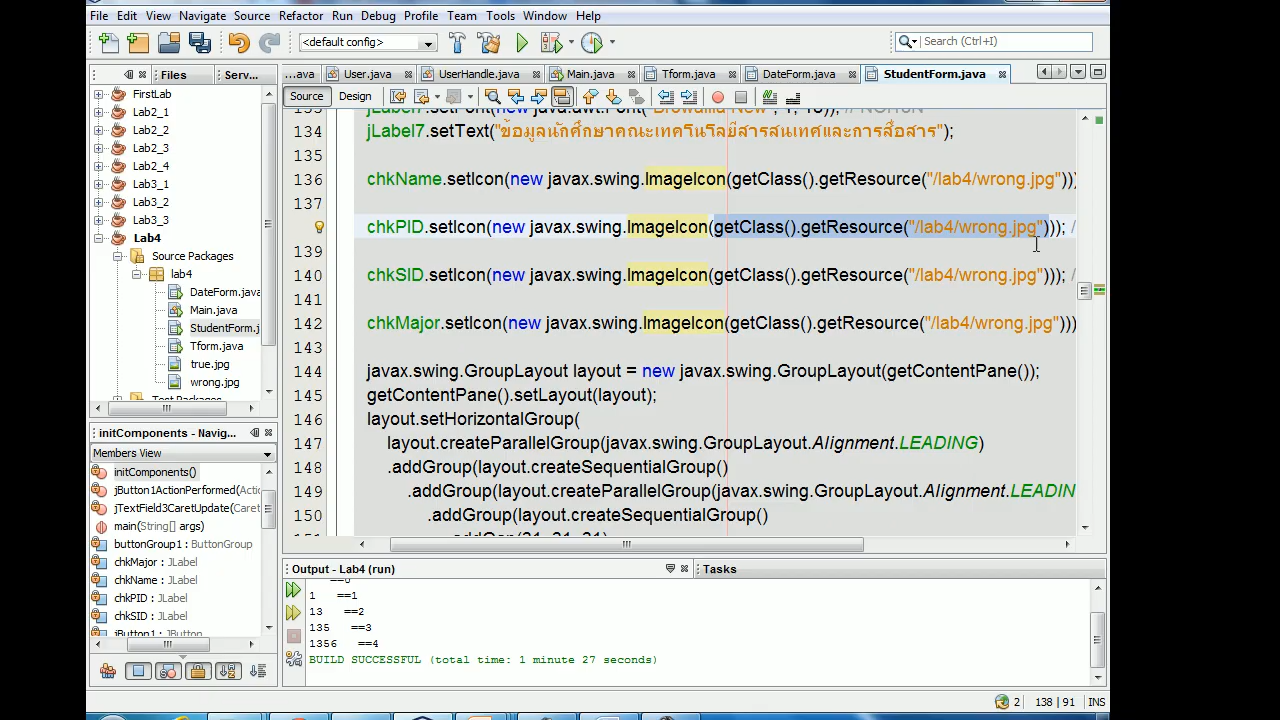 File Edit View Navigate Source Refactor Run Debug Profile Team Tools Window Help
<default config> Search (Ctrl+I)
Files Serv... ...ava User.java UserHandle.java Main.java Tform.java DateForm.java StudentForm.java
Source Design
FirstLab
Lab2_1
Lab2_2
Lab2_3
Lab2_4
Lab3_1
Lab3_2
Lab3_3
Lab4
Source Packages
lab4
DateForm.java
Main.java
StudentForm.j
Tform.java
true.jpg
wrong.jpg
Test Packages
134 jLabel7.setText("ข้อมูลนักศึกษาคณะเทคโนโลยีสารสนเทศและการสื่อสาร");
135
136 chkName.setIcon(new javax.swing.ImageIcon(getClass().getResource("/lab4/wrong.jpg")))
137
chkPID.setIcon(new javax.swing.ImageIcon(getClass().getResource("/lab4/wrong.jpg"))); /
139
140 chkSID.setIcon(new javax.swing.ImageIcon(getClass().getResource("/lab4/wrong.jpg"))); /
141
142 chkMajor.setIcon(new javax.swing.ImageIcon(getClass().getResource("/lab4/wrong.jpg")))
143
144 javax.swing.GroupLayout layout = new javax.swing.GroupLayout(getContentPane());
145 getContentPane().setLayout(layout);
146 layout.setHorizontalGroup(
147 layout.createParallelGroup(javax.swing.GroupLayout.Alignment.LEADING)
148 .addGroup(layout.createSequentialGroup()
149 .addGroup(layout.createParallelGroup(javax.swing.GroupLayout.Alignment.LEADIN
150 .addGroup(layout.createSequentialGroup()
initComponents - Navig...
Members View
initComponents()
jButton1ActionPerformed(Actio
jTextField3CaretUpdate(Caret
main(String[] args)
buttonGroup1 : ButtonGroup
chkMajor : JLabel
chkName : JLabel
chkPID : JLabel
chkSID : JLabel
jButton1 : JButton
Output - Lab4 (run) Tasks
==0
1 ==1
13 ==2
135 ==3
1356 ==4
BUILD SUCCESSFUL (total time: 1 minute 27 seconds)
2 138 | 91 INS